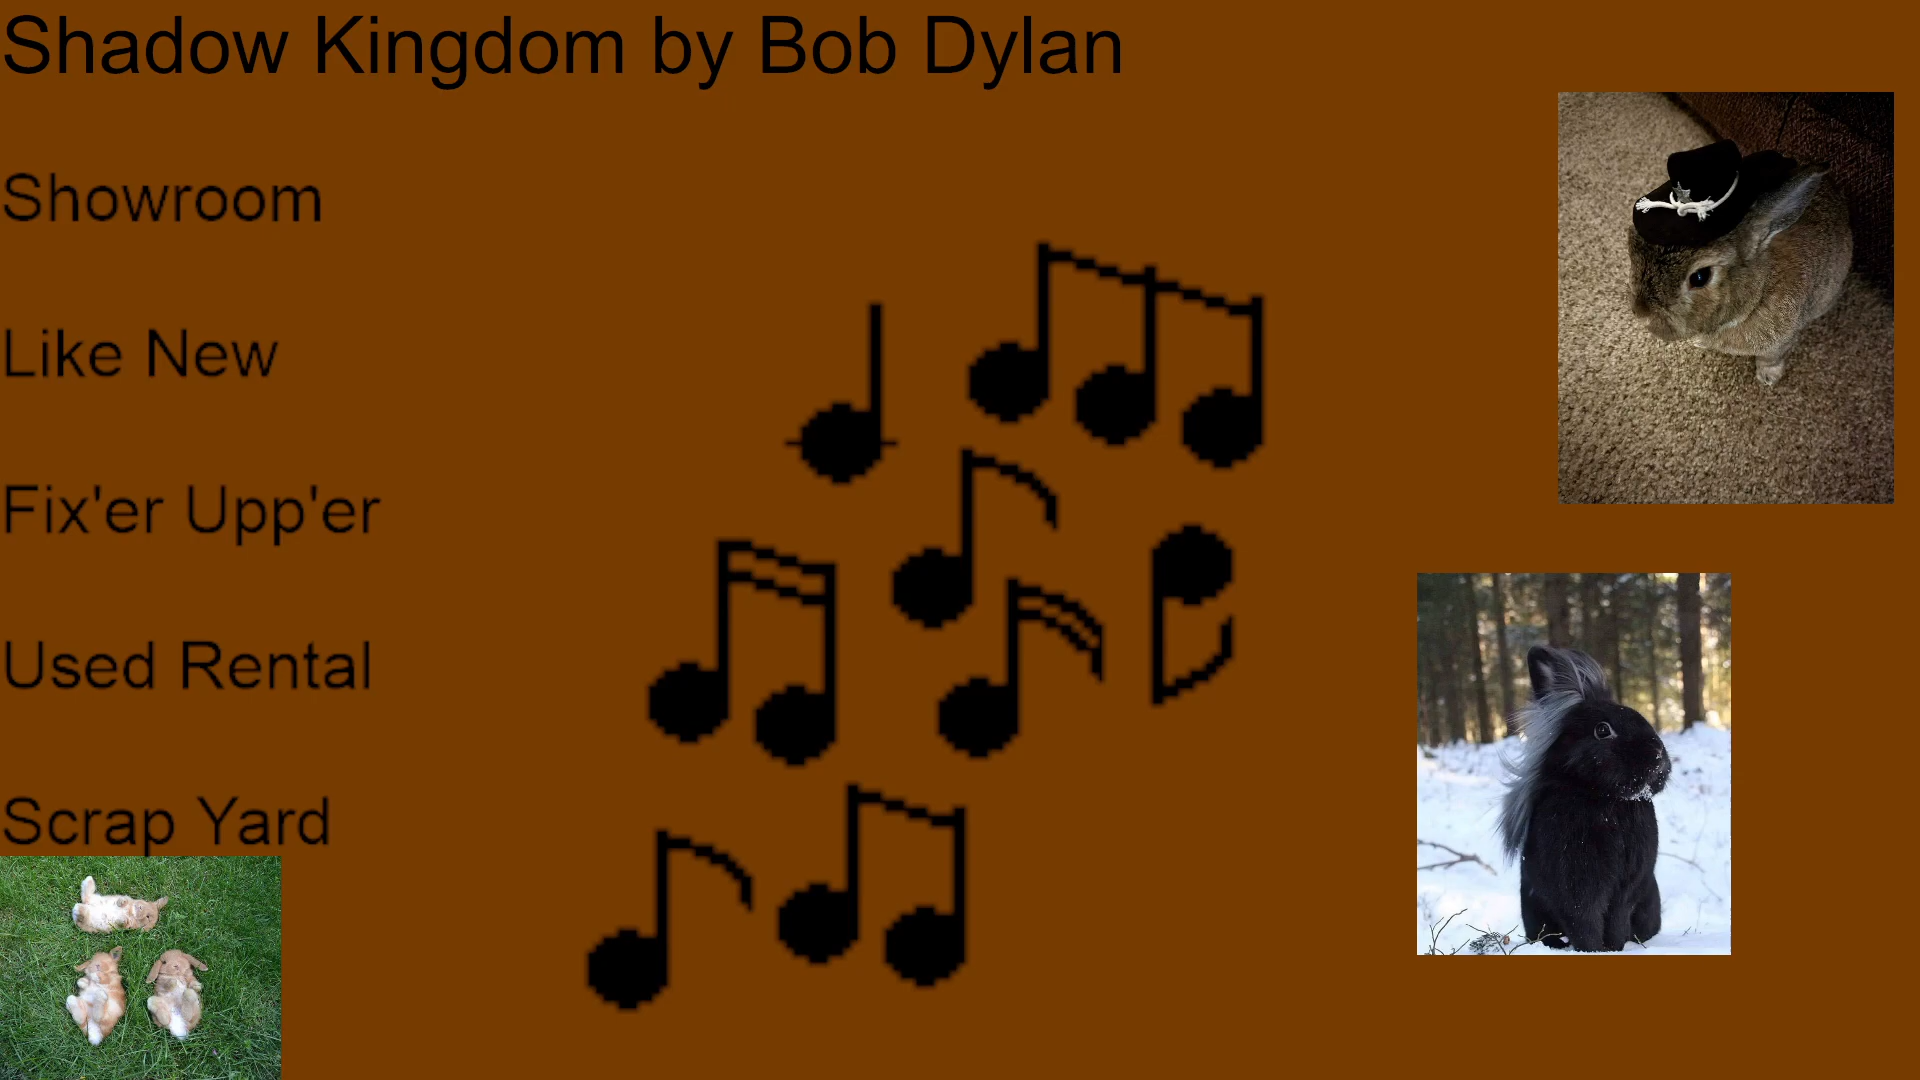 Shadow Kingdom by Bob Dylan
Showroom
Like New
Fix'er Upp'er
Used Rental
Scrap Yard